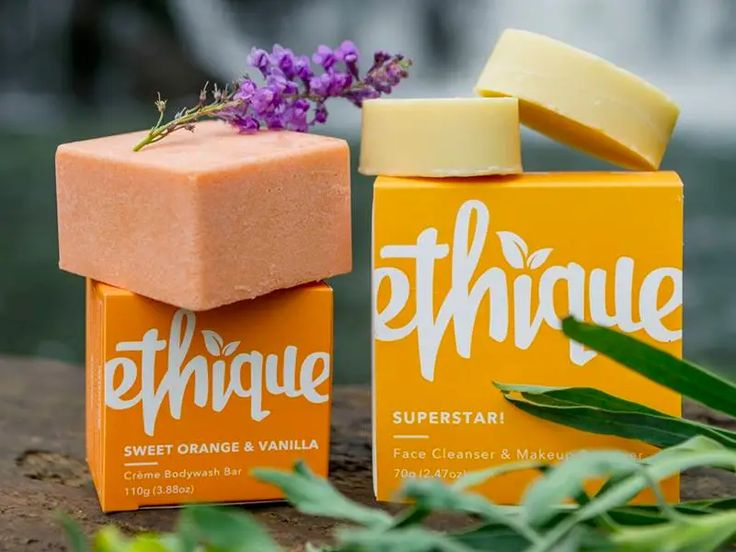 ethique
SWEET ORANGE & VANILLA
Crème Bodywash Bar
110g (3.88oz)
ethique
SUPERSTAR!
Face Cleanser & Makeup
70g (2.47oz)